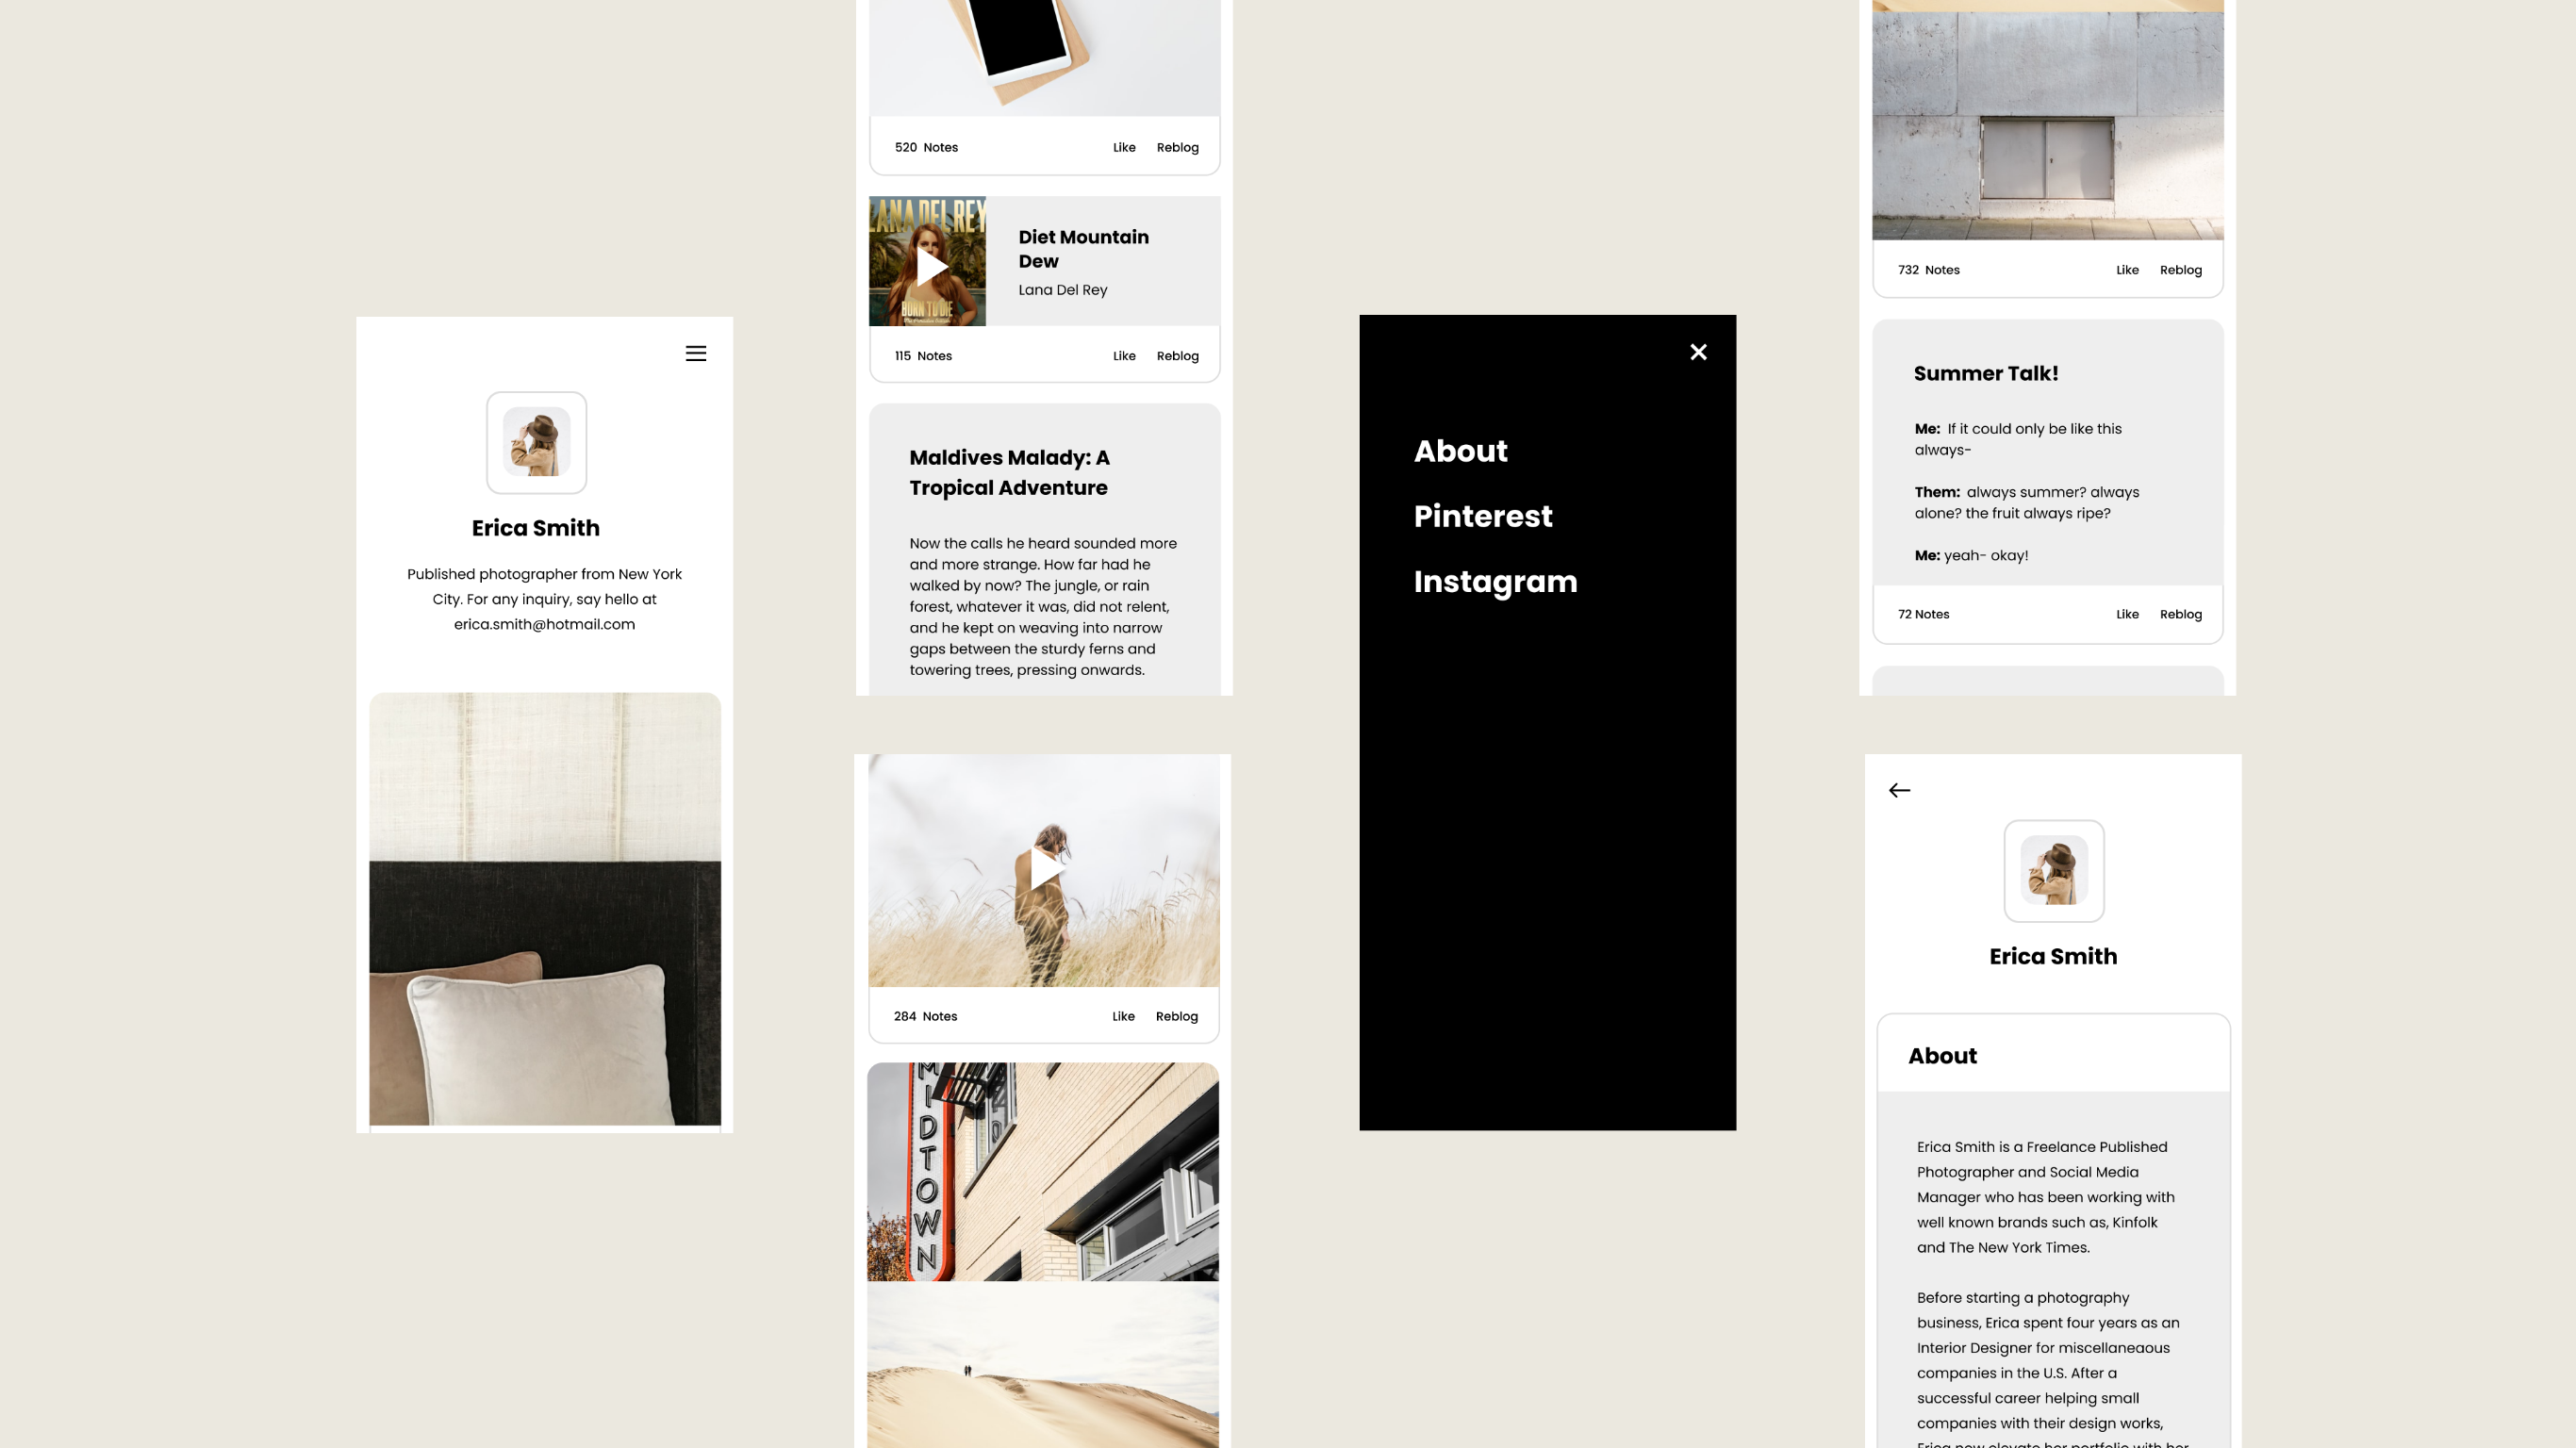 Erica Smith
Published photographer from New York
City. For any inquiry, say hello at
erica.smith@hotmail.com
520 Notes Like Reblog
LANA DEL REY
BORN TO DIE
Diet Mountain
Dew
Lana Del Rey
115 Notes Like Reblog
Maldives Malady: A
Tropical Adventure
Now the calls he heard sounded more
and more strange. How far had he
walked by now? The jungle, or rain
forest, whatever it was, did not relent,
and he kept on weaving into narrow
gaps between the sturdy ferns and
towering trees, pressing onwards.
284 Notes Like Reblog
MIDTOWN
About
Pinterest
Instagram
732 Notes Like Reblog
Summer Talk!
Me: If it could only be like this
always-
Them: always summer? always
alone? the fruit always ripe?
Me: yeah- okay!
72 Notes Like Reblog
Erica Smith
About
Erica Smith is a Freelance Published
Photographer and Social Media
Manager who has been working with
well known brands such as, Kinfolk
and The New York Times.
Before starting a photography
business, Erica spent four years as an
Interior Designer for miscellaneaous
companies in the U.S. After a
successful career helping small
companies with their design works,
Erica now elevate her portfolio with her